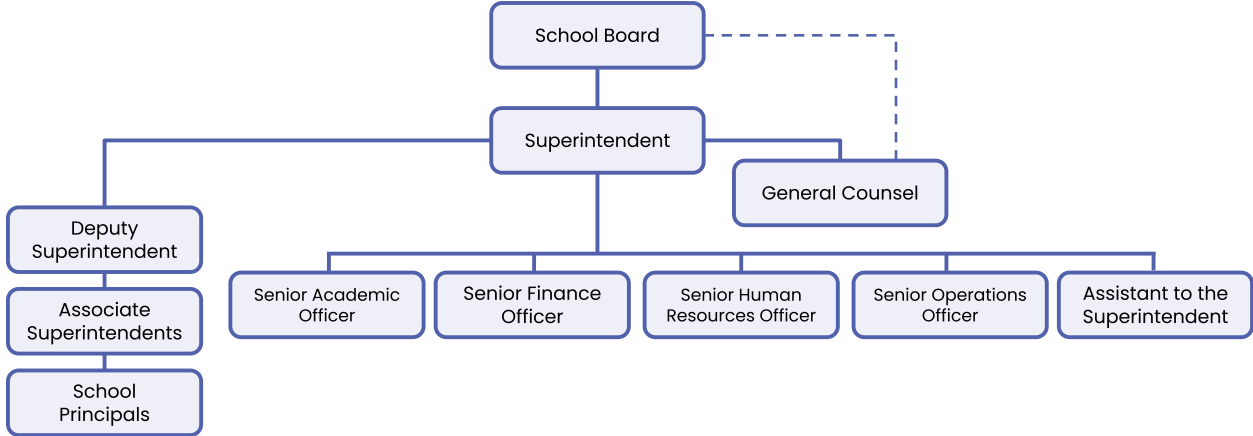 School Board
Superintendent
General Counsel
Deputy
Superintendent
Associate
Superintendents
School
Principals
Senior Academic
Officer
Senior Finance
Officer
Senior Human
Resources Officer
Senior Operations
Officer
Assistant to the
Superintendent